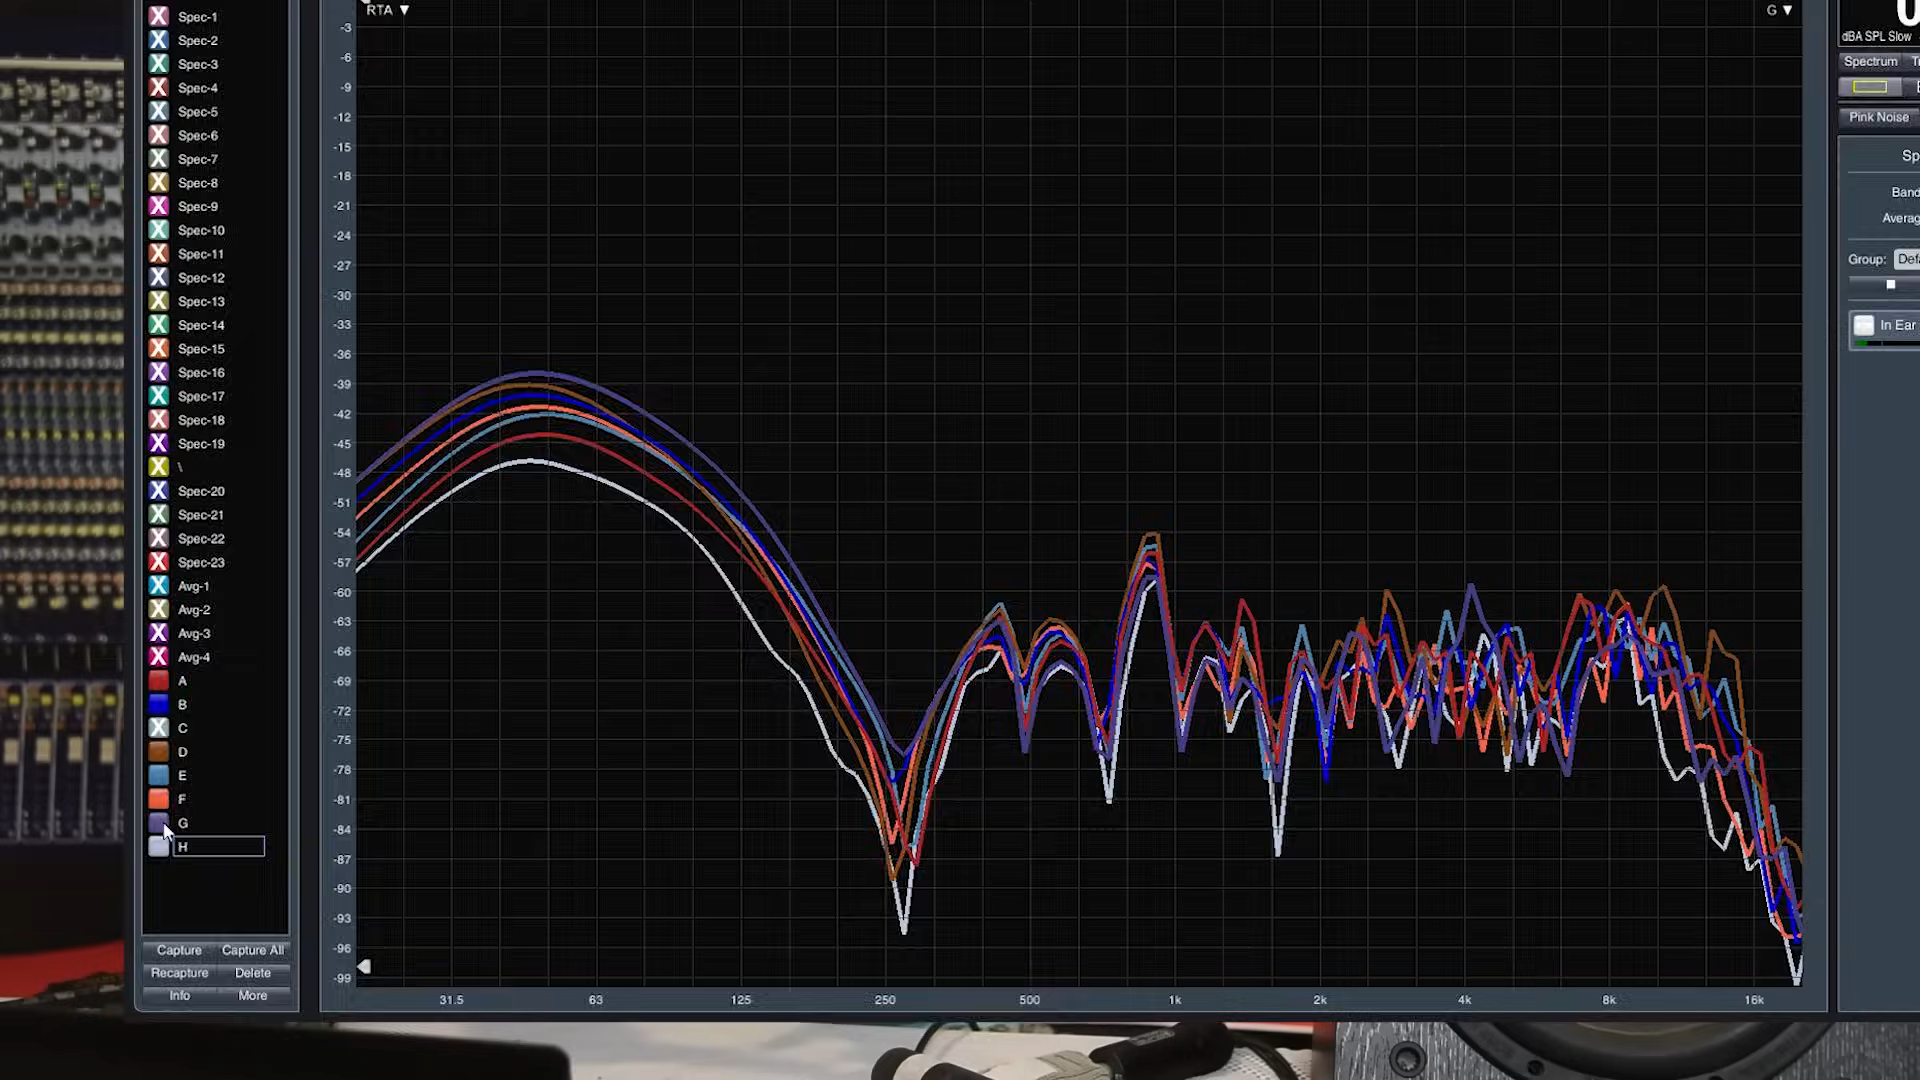 Spec-1
Spec-2
Spec-3
Spec-4
Spec-5
Spec-6
Spec-7
Spec-8
Spec-9
Spec-10
Spec-11
Spec-12
Spec-13
Spec-14
Spec-15
Spec-16
Spec-17
Spec-18
Spec-19
\
Spec-20
Spec-21
Spec-22
Spec-23
Avg-1
Avg-2
Avg-3
Avg-4
A
B
C
D
E
F
G
H
Capture Capture All
Recapture Delete
Info More
RTA ▼
G ▼
-3
-6
-9
-12
-15
-18
-21
-24
-27
-30
-33
-36
-39
-42
-45
-48
-51
-54
-57
-60
-63
-66
-69
-72
-75
-78
-81
-84
-87
-90
-93
-96
-99
31.5 63 125 250 500 1k 2k 4k 8k 16k
dBA SPL Slow
Spectrum
Pink Noise
Sp
Band
Averag
Group: Defa
In Ear